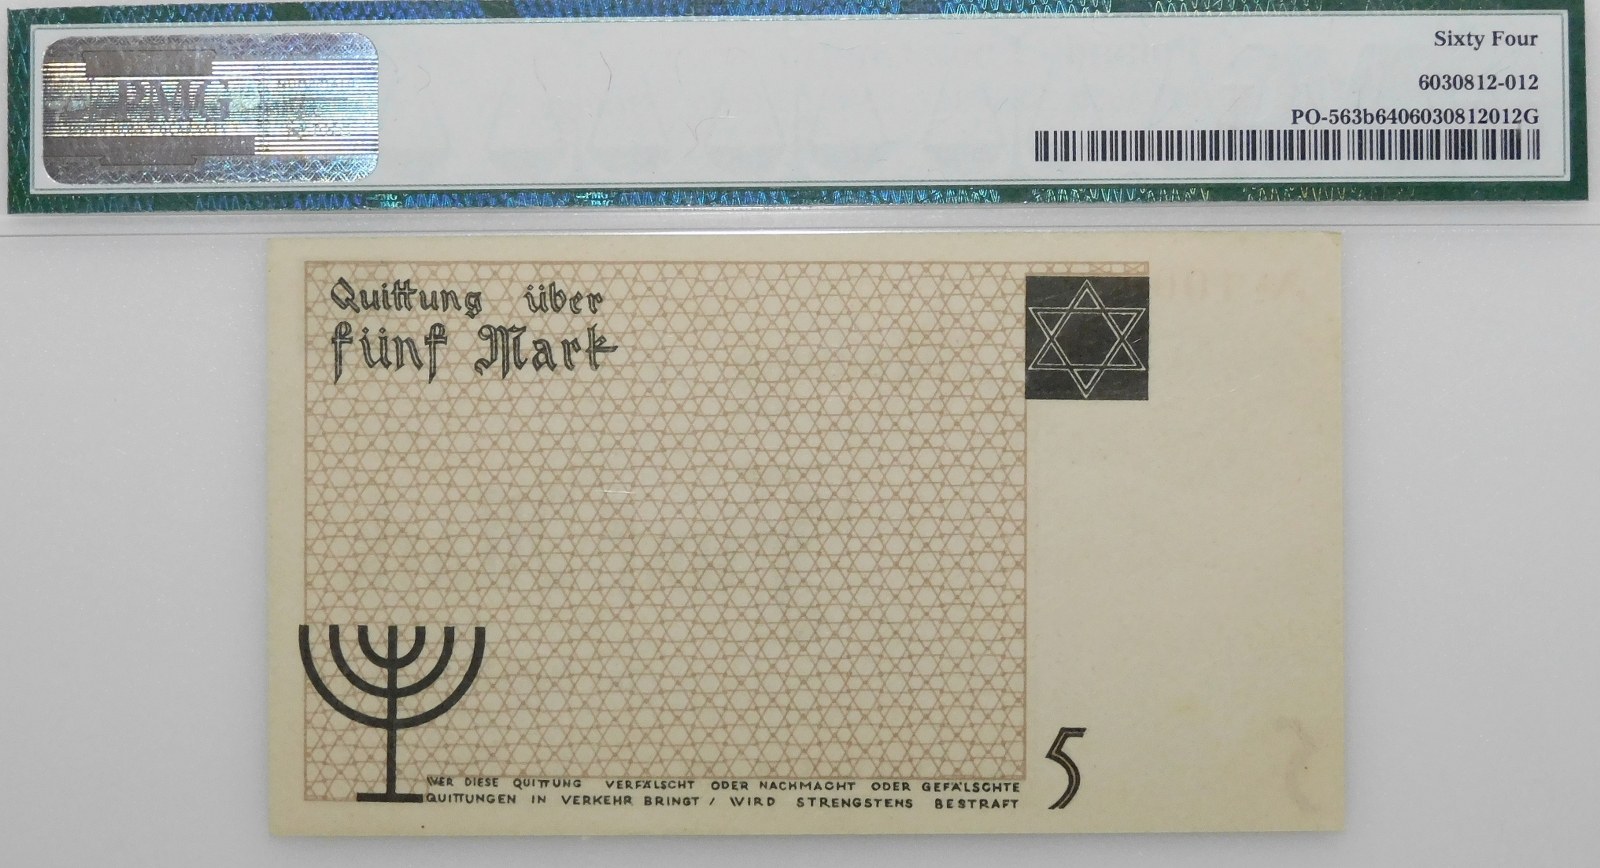 Sixty Four
6030812-012
PO-563b6406030812012G
PMG
Quittung über
fünf Mark
WER DIESE QUITTUNG VERFÄLSCHT ODER NACHMACHT ODER GEFÄLSCHTE
QUITTUNGEN IN VERKEHR BRINGT / WIRD STRENGSTENS BESTRAFT
5